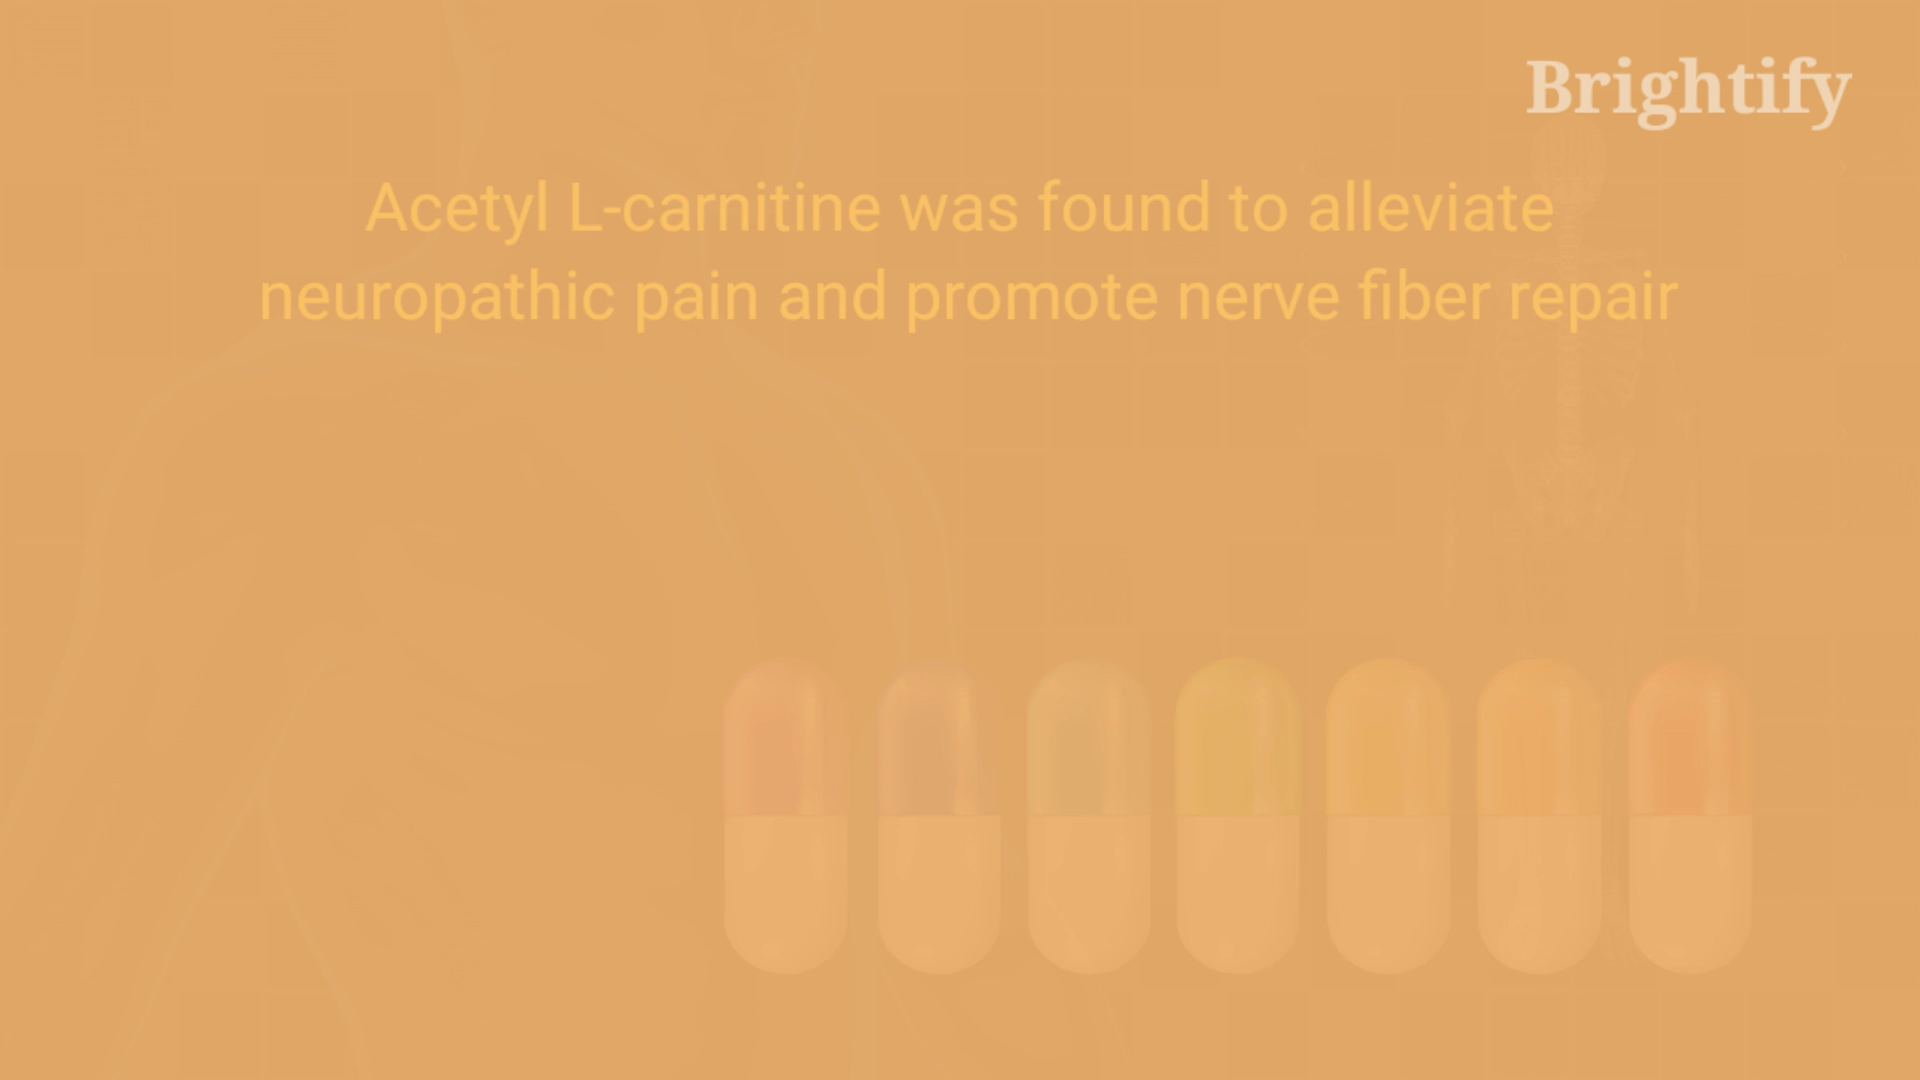 Brightify
Acetyl L-carnitine was found to alleviate
neuropathic pain and promote nerve fiber repair